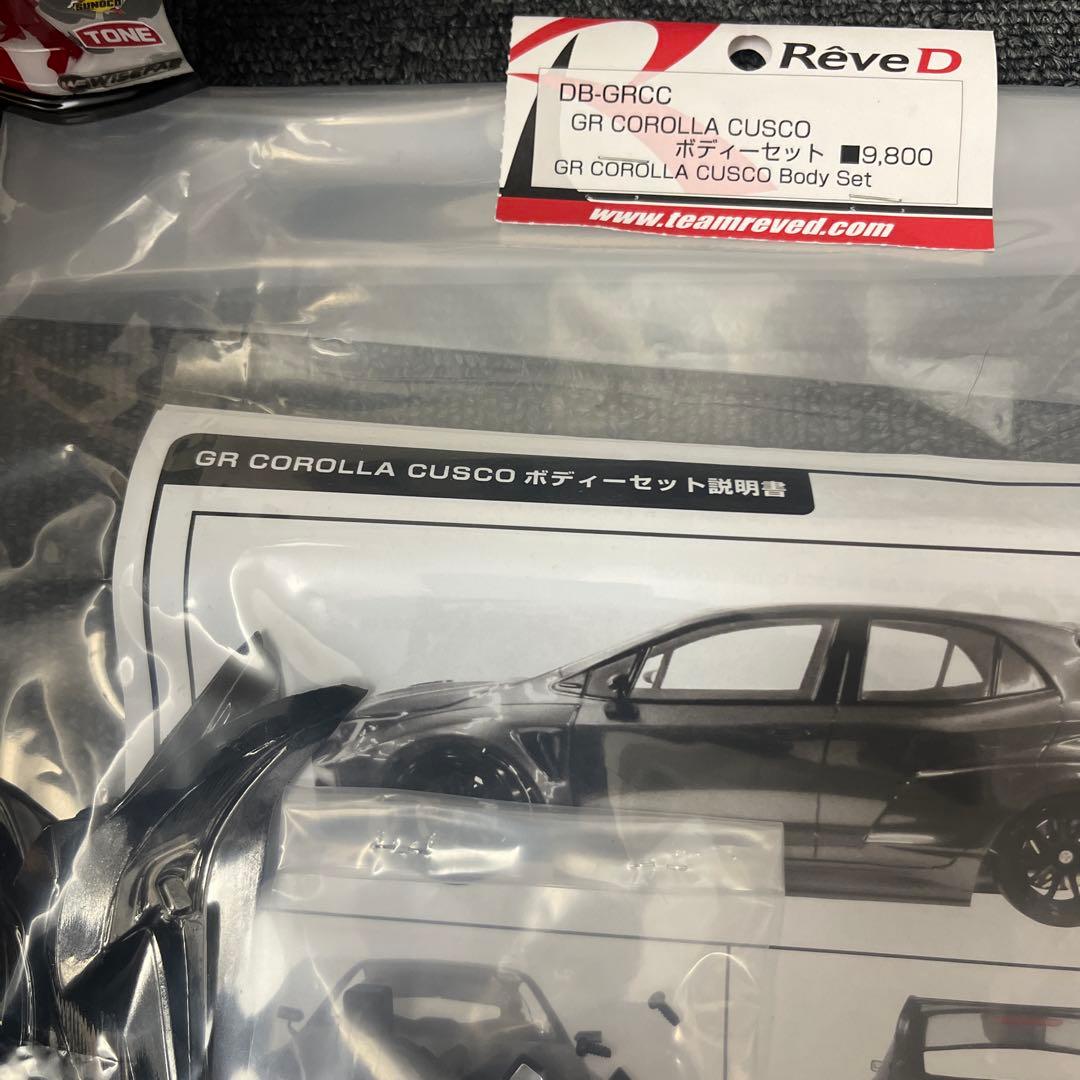 SUNOCO
TONE
RêveD
DB-GRCC
GR COROLLA CUSCO
ボディーセット ■9,800
GR COROLLA CUSCO Body Set
www.teamreved.com
GR COROLLA CUSCO ボディーセット説明書